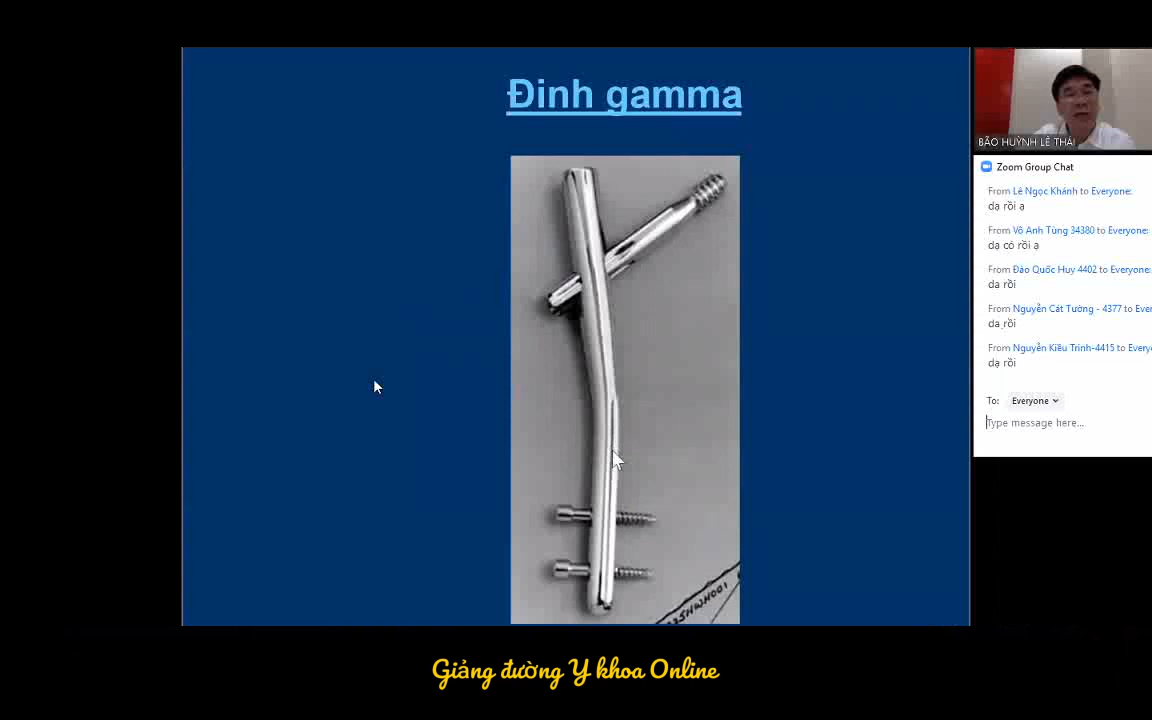 Đinh gamma
BÃO HUỲNH LÊ THÁI
Zoom Group Chat
From Lê Ngọc Khánh to Everyone:
dạ rồi ạ
From Võ Anh Tùng 34380 to Everyone:
dạ có rồi ạ
From Đào Quốc Huy 4402 to Everyone:
dạ rồi
From Nguyễn Cát Tường - 4377 to Ever
dạ rồi
From Nguyễn Kiều Trinh-4415 to Every
dạ rồi
To: Everyone
Type message here...
Giảng đường Y khoa Online